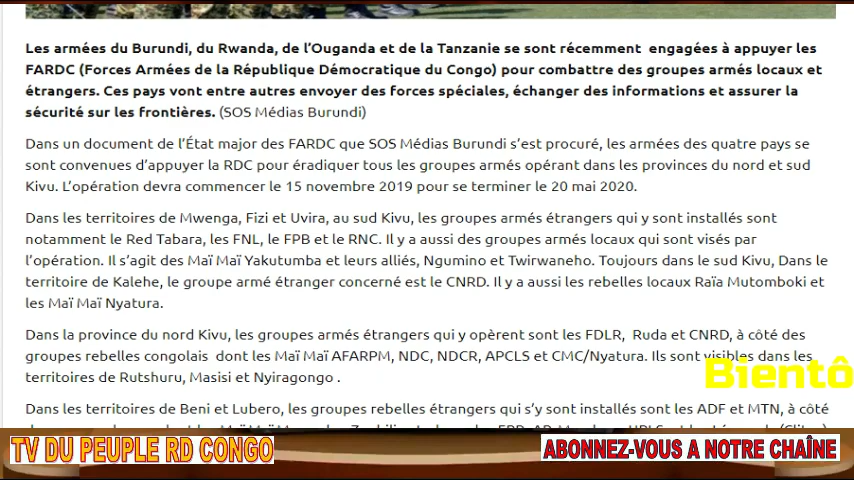 Les armées du Burundi, du Rwanda, de l'Ouganda et de la Tanzanie se sont récemment engagées à appuyer les
FARDC (Forces Armées de la République Démocratique du Congo) pour combattre des groupes armés locaux et
étrangers. Ces pays vont entre autres envoyer des forces spéciales, échanger des informations et assurer la
sécurité sur les frontières. (SOS Médias Burundi)
Dans un document de l'État major des FARDC que SOS Médias Burundi s'est procuré, les armées des quatre pays se
sont convenues d'appuyer la RDC pour éradiquer tous les groupes armés opérant dans les provinces du nord et sud
Kivu. L'opération devra commencer le 15 novembre 2019 pour se terminer le 20 mai 2020.
Dans les territoires de Mwenga, Fizi et Uvira, au sud Kivu, les groupes armés étrangers qui y sont installés sont
notamment le Red Tabara, les FNL, le FPB et le RNC. Il y a aussi des groupes armés locaux qui sont visés par
l'opération. Il s'agit des Maï Maï Yakutumba et leurs alliés, Ngumino et Twirwaneho. Toujours dans le sud Kivu, Dans le
territoire de Kalehe, le groupe armé étranger concerné est le CNRD. Il y a aussi les rebelles locaux Raïa Mutomboki et
les Maï Maï Nyatura.
Dans la province du nord Kivu, les groupes armés étrangers qui y opèrent sont les FDLR, Ruda et CNRD, à côté des
groupes rebelles congolais dont les Maï Maï AFARPM, NDC, NDCR, APCLS et CMC/Nyatura. Ils sont visibles dans les
territoires de Rutshuru, Masisi et Nyiragongo .
Bientô
Dans les territoires de Beni et Lubero, les groupes rebelles étrangers qui s'y sont installés sont les ADF et MTN, à côté
TV DU PEUPLE RD CONGO
ABONNEZ-VOUS A NOTRE CHAÎNE